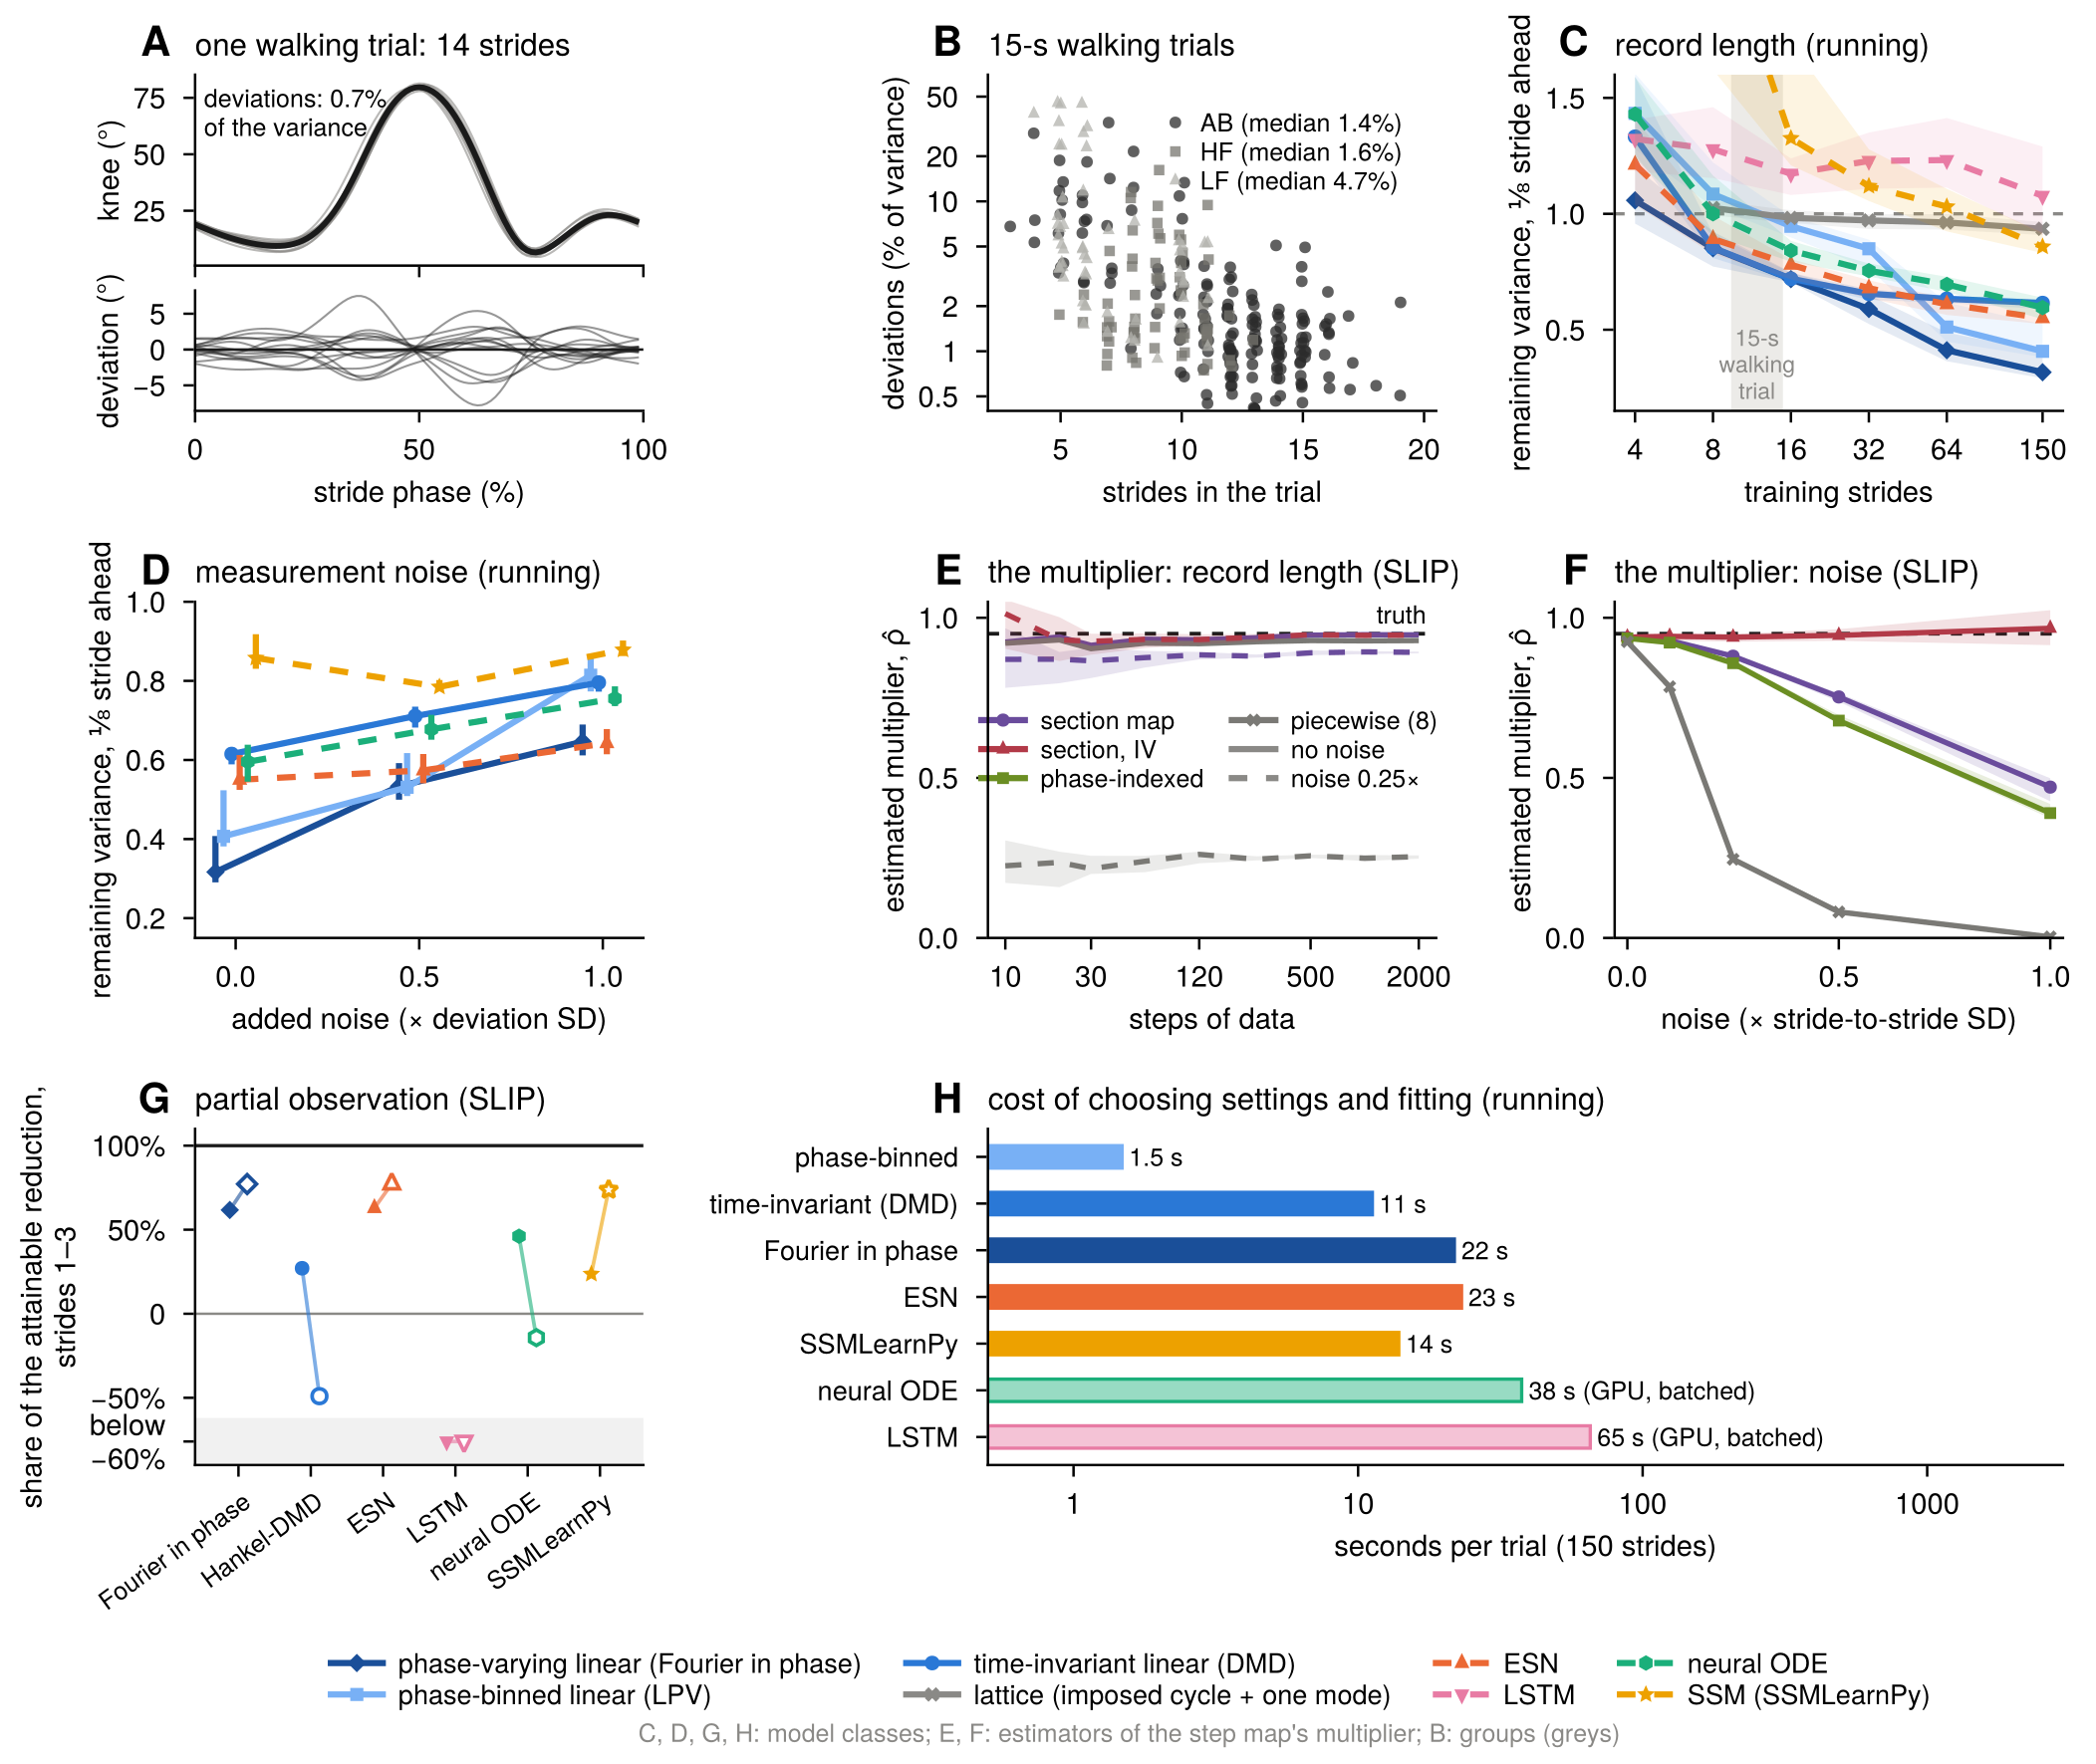 A one walking trial: 14 strides
deviations: 0.7%
of the variance
knee (°)
75
50
25
deviation (°)
5
0
−5
0
50
100
stride phase (%)
B 15-s walking trials
deviations (% of variance)
50
20
10
5
2
1
0.5
AB (median 1.4%)
HF (median 1.6%)
LF (median 4.7%)
5
10
15
20
strides in the trial
C record length (running)
remaining variance, ⅛ stride ahead
1.5
1.0
0.5
15-s
walking
trial
4
8
16
32
64
150
training strides
D measurement noise (running)
remaining variance, ⅛ stride ahead
1.0
0.8
0.6
0.4
0.2
0.0
0.5
1.0
added noise (× deviation SD)
E the multiplier: record length (SLIP)
estimated multiplier, ρ̂
1.0
0.5
0.0
truth
section map
section, IV
phase-indexed
piecewise (8)
no noise
noise 0.25×
10
30
120
500
2000
steps of data
F the multiplier: noise (SLIP)
estimated multiplier, ρ̂
1.0
0.5
0.0
0.0
0.5
1.0
noise (× stride-to-stride SD)
G partial observation (SLIP)
share of the attainable reduction,
strides 1–3
100%
50%
0
−50%
below
−60%
Fourier in phase
Hankel-DMD
ESN
LSTM
neural ODE
SSMLearnPy
H cost of choosing settings and fitting (running)
phase-binned
1.5 s
time-invariant (DMD)
11 s
Fourier in phase
22 s
ESN
23 s
SSMLearnPy
14 s
neural ODE
38 s (GPU, batched)
LSTM
65 s (GPU, batched)
1
10
100
1000
seconds per trial (150 strides)
phase-varying linear (Fourier in phase)
time-invariant linear (DMD)
ESN
neural ODE
phase-binned linear (LPV)
lattice (imposed cycle + one mode)
LSTM
SSM (SSMLearnPy)
C, D, G, H: model classes; E, F: estimators of the step map's multiplier; B: groups (greys)